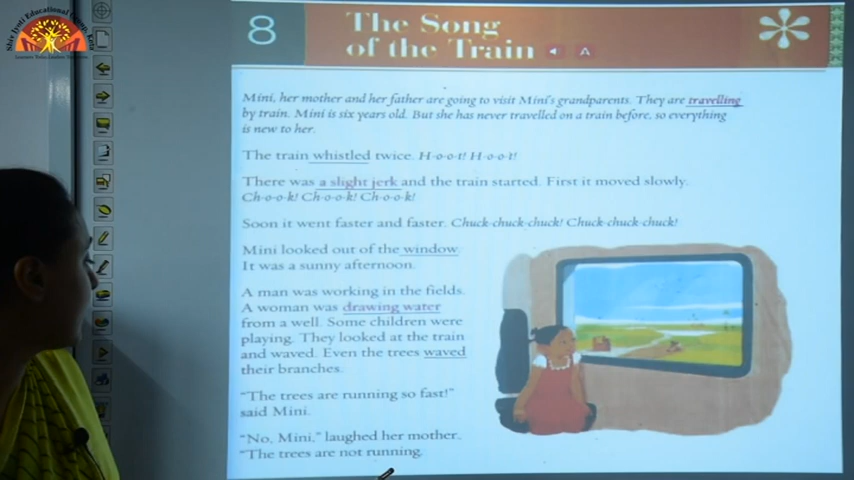 Shiv Jyoti Educational Group, Kota
8
The Song
of the Train
A
Mini, her mother and her father are going to visit Mini's grandparents. They are travelling
by train. Mini is six years old. But she has never travelled on a train before, so everything
is new to her.
The train whistled twice. H-o-o-t! H-o-o-t!
There was a slight jerk and the train started. First it moved slowly.
Ch-o-o-k! Ch-o-o-k! Ch-o-o-k!
Soon it went faster and faster. Chuck-chuck-chuck! Chuck-chuck-chuck!
Mini looked out of the window.
It was a sunny afternoon.
A man was working in the fields.
A woman was drawing water
from a well. Some children were
playing. They looked at the train
and waved. Even the trees waved
their branches.
"The trees are running so fast!"
said Mini.
"No, Mini," laughed her mother.
"The trees are not running.